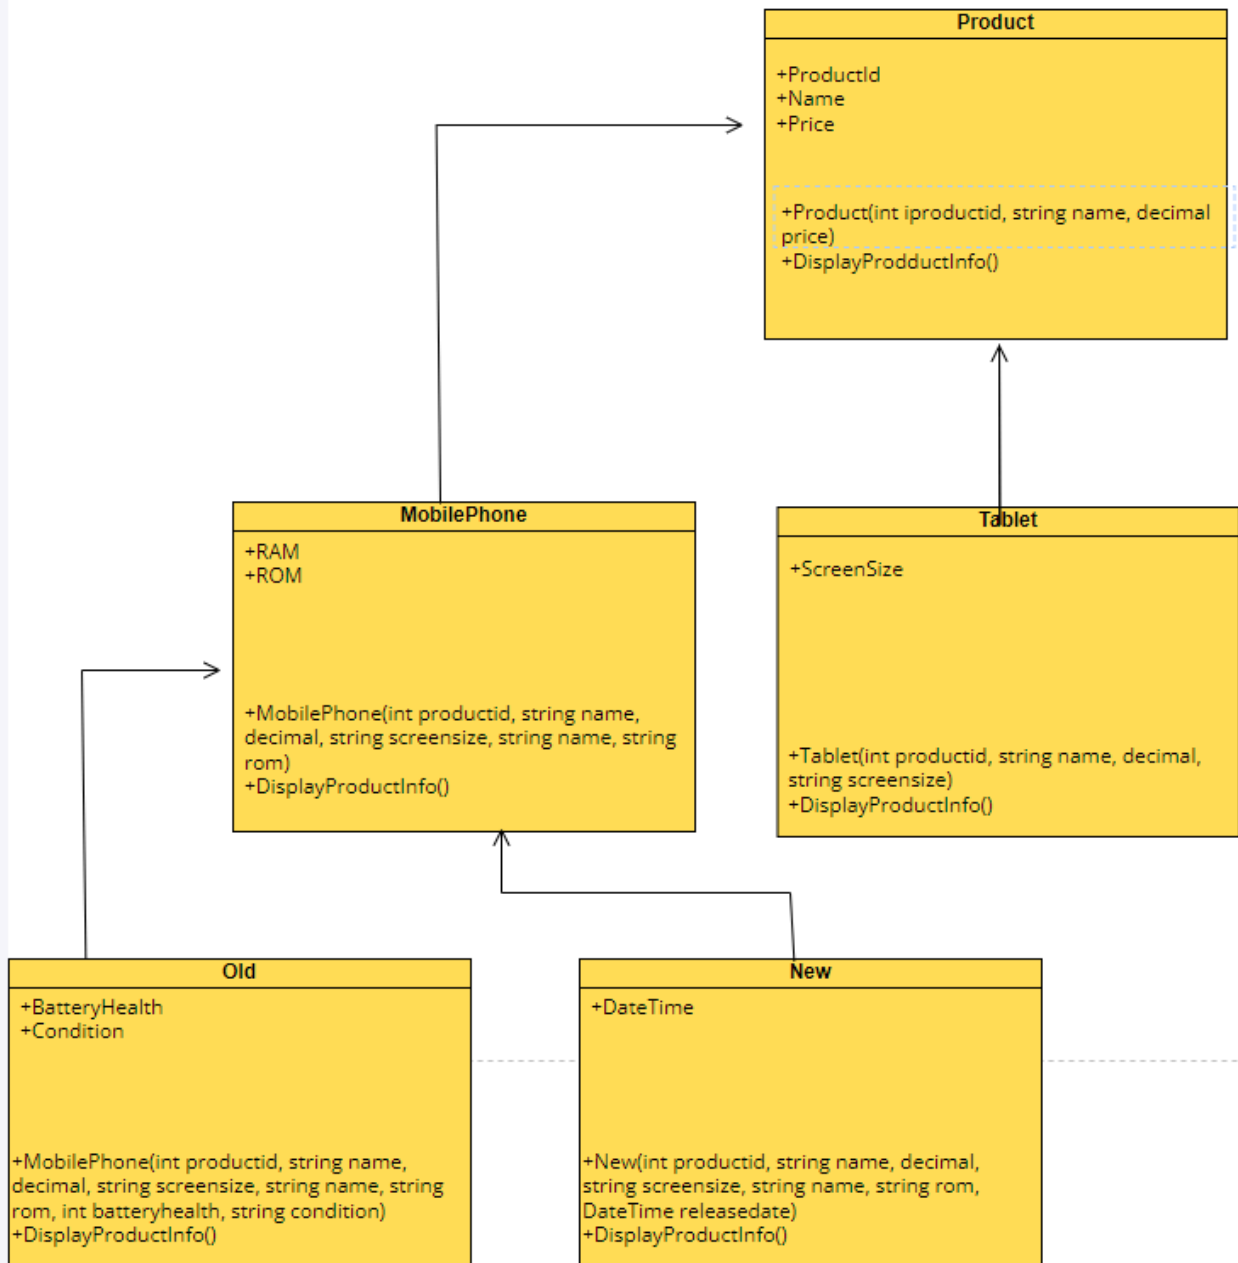 Product
+ProductId
+Name
+Price
+Product(int iproductid, string name, decimal
price)
+DisplayProdductInfo()
MobilePhone
+RAM
+ROM
+MobilePhone(int productid, string name,
decimal, string screensize, string name, string
rom)
+DisplayProductInfo()
Tablet
+ScreenSize
+Tablet(int productid, string name, decimal,
string screensize)
+DisplayProductInfo()
Old
+BatteryHealth
+Condition
+MobilePhone(int productid, string name,
decimal, string screensize, string name, string
rom, int batteryhealth, string condition)
+DisplayProductInfo()
New
+DateTime
+New(int productid, string name, decimal,
string screensize, string name, string rom,
DateTime releasedate)
+DisplayProductInfo()